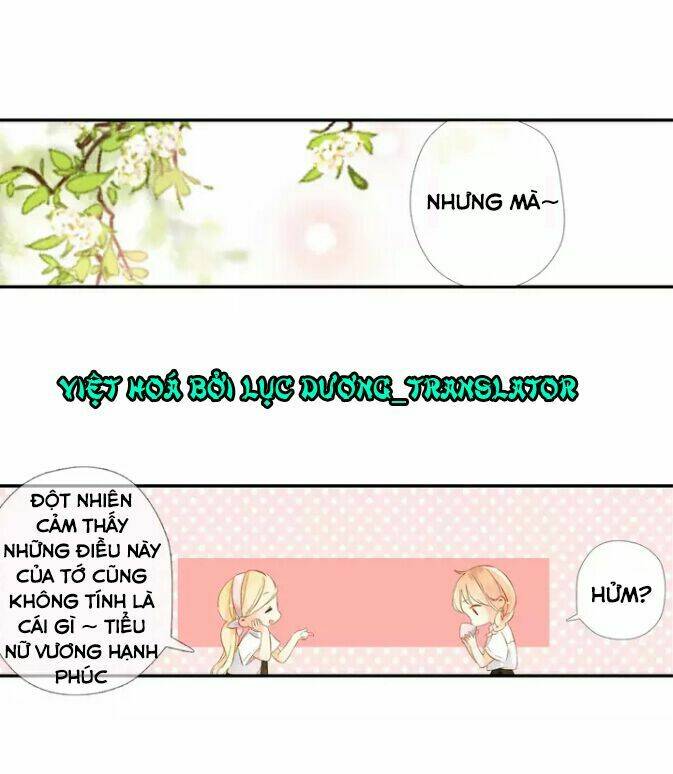 NHƯNG MÀ~
VIỆT HOÁ BỞI LỤC DƯƠNG_TRANSLATOR
ĐỘT NHIÊN
CẢM THẤY
NHỮNG ĐIỀU NÀY
CỦA TỚ CŨNG
KHÔNG TÍNH LÀ
CÁI GÌ ~ TIỂU
NỮ VƯƠNG HẠNH
PHÚC
HỬM?